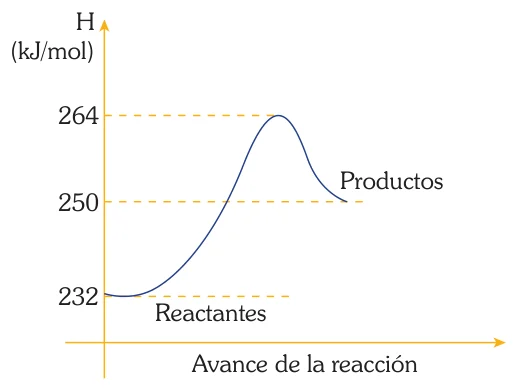 H
(kJ/mol)
264
Productos
250
232
Reactantes
Avance de la reacción